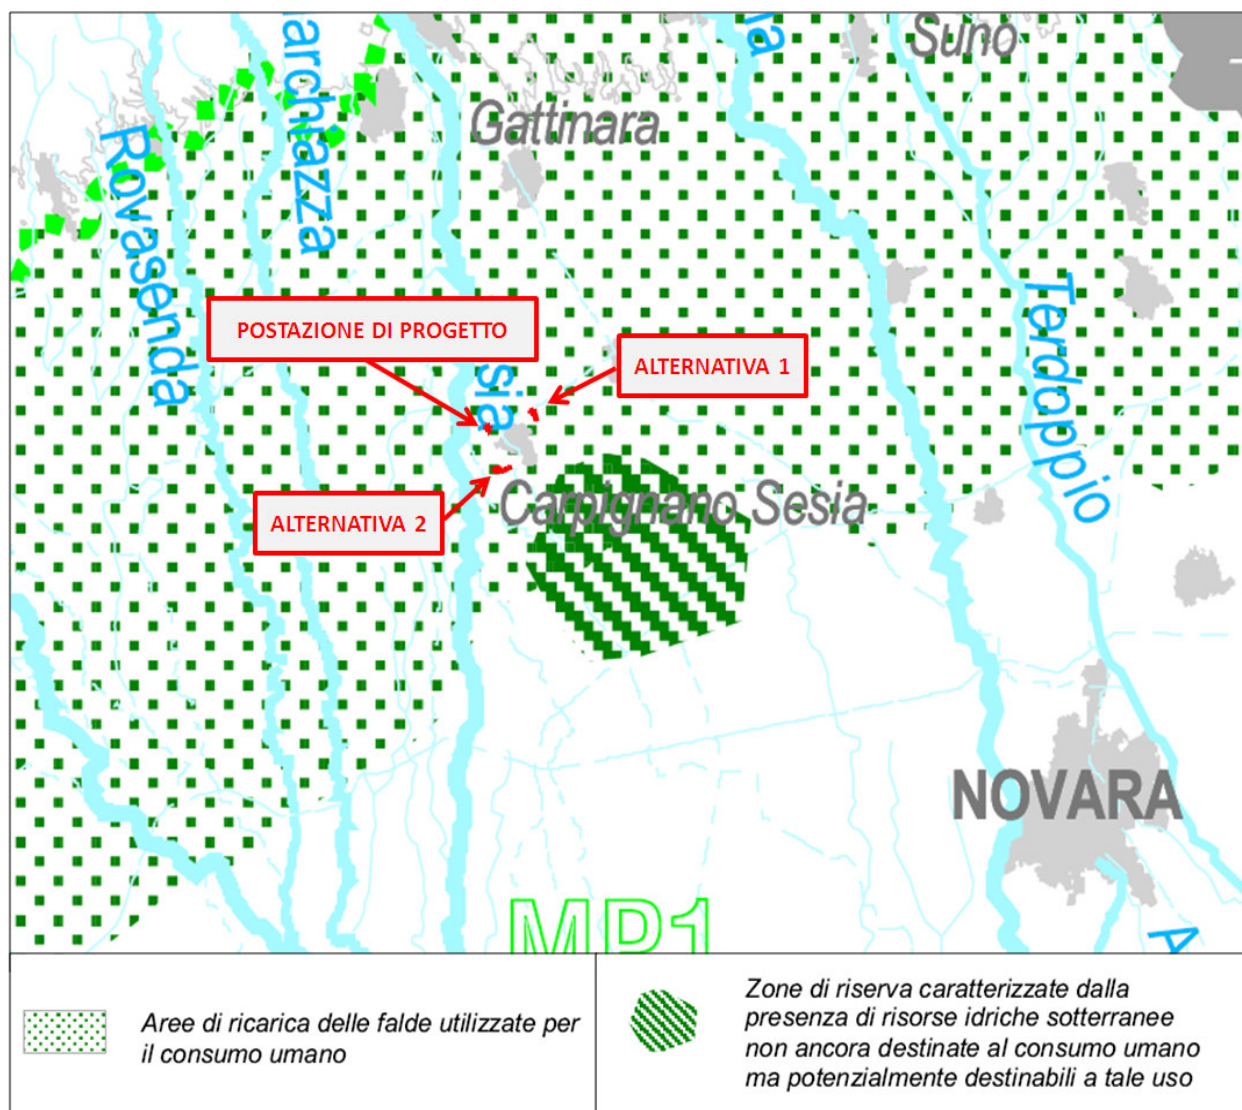 Suno
archiazza
Gattinara
Rovasenda
POSTAZIONE DI PROGETTO
ALTERNATIVA 1
sia
Terdoppio
Carpignano Sesia
ALTERNATIVA 2
NOVARA
MP1
A
Aree di ricarica delle falde utilizzate per
il consumo umano
Zone di riserva caratterizzate dalla
presenza di risorse idriche sotterranee
non ancora destinate al consumo umano
ma potenzialmente destinabili a tale uso